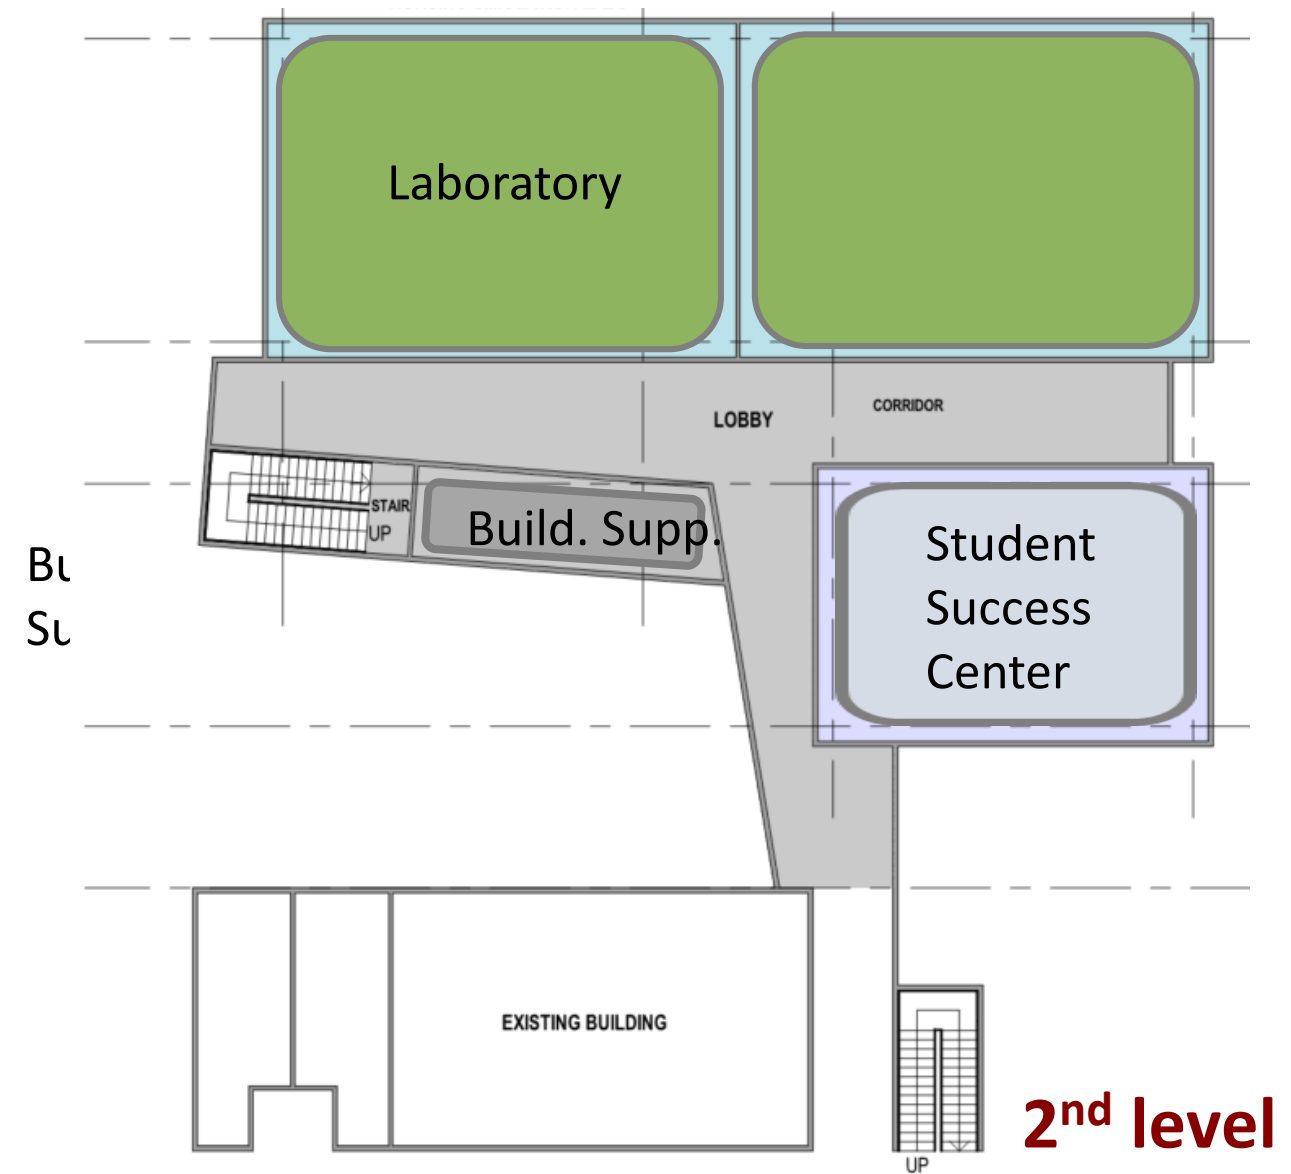 Laboratory
LOBBY
CORRIDOR
STAIR
UP
Build. Supp.
Student
Success
Center
EXISTING BUILDING
2nd level
UP